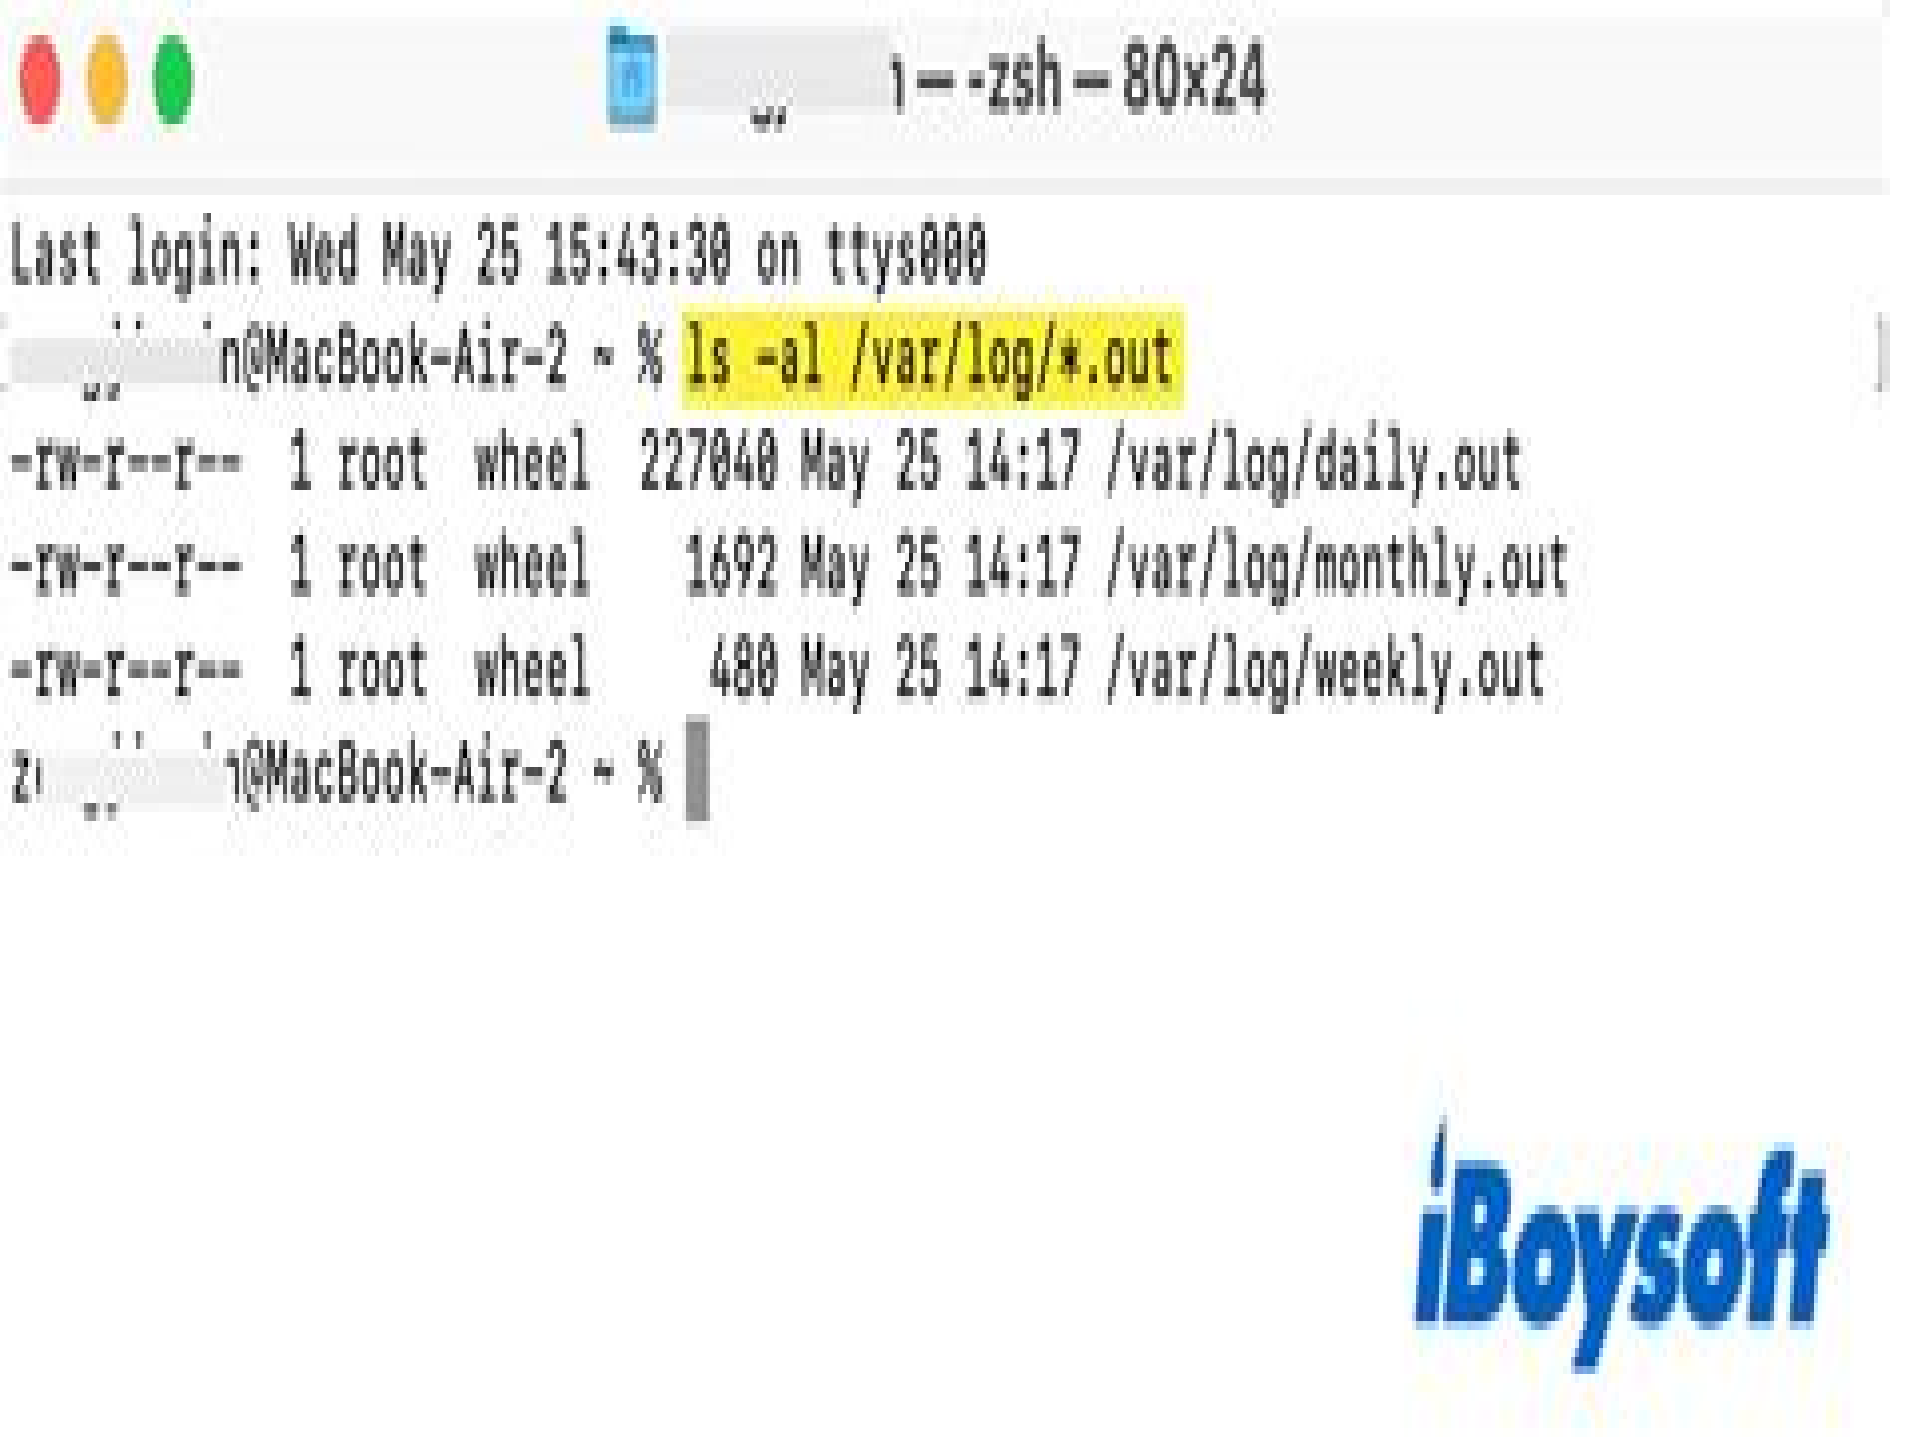 — -zsh — 80x24
Last login: Wed May 25 15:43:30 on ttys000
n@MacBook-Air-2 ~ % ls -al /var/log/*.out
-rw-r--r--  1 root  wheel  227040 May 25 14:17 /var/log/daily.out
-rw-r--r--  1 root  wheel    1692 May 25 14:17 /var/log/monthly.out
-rw-r--r--  1 root  wheel     480 May 25 14:17 /var/log/weekly.out
@MacBook-Air-2 ~ %
iBoysoft